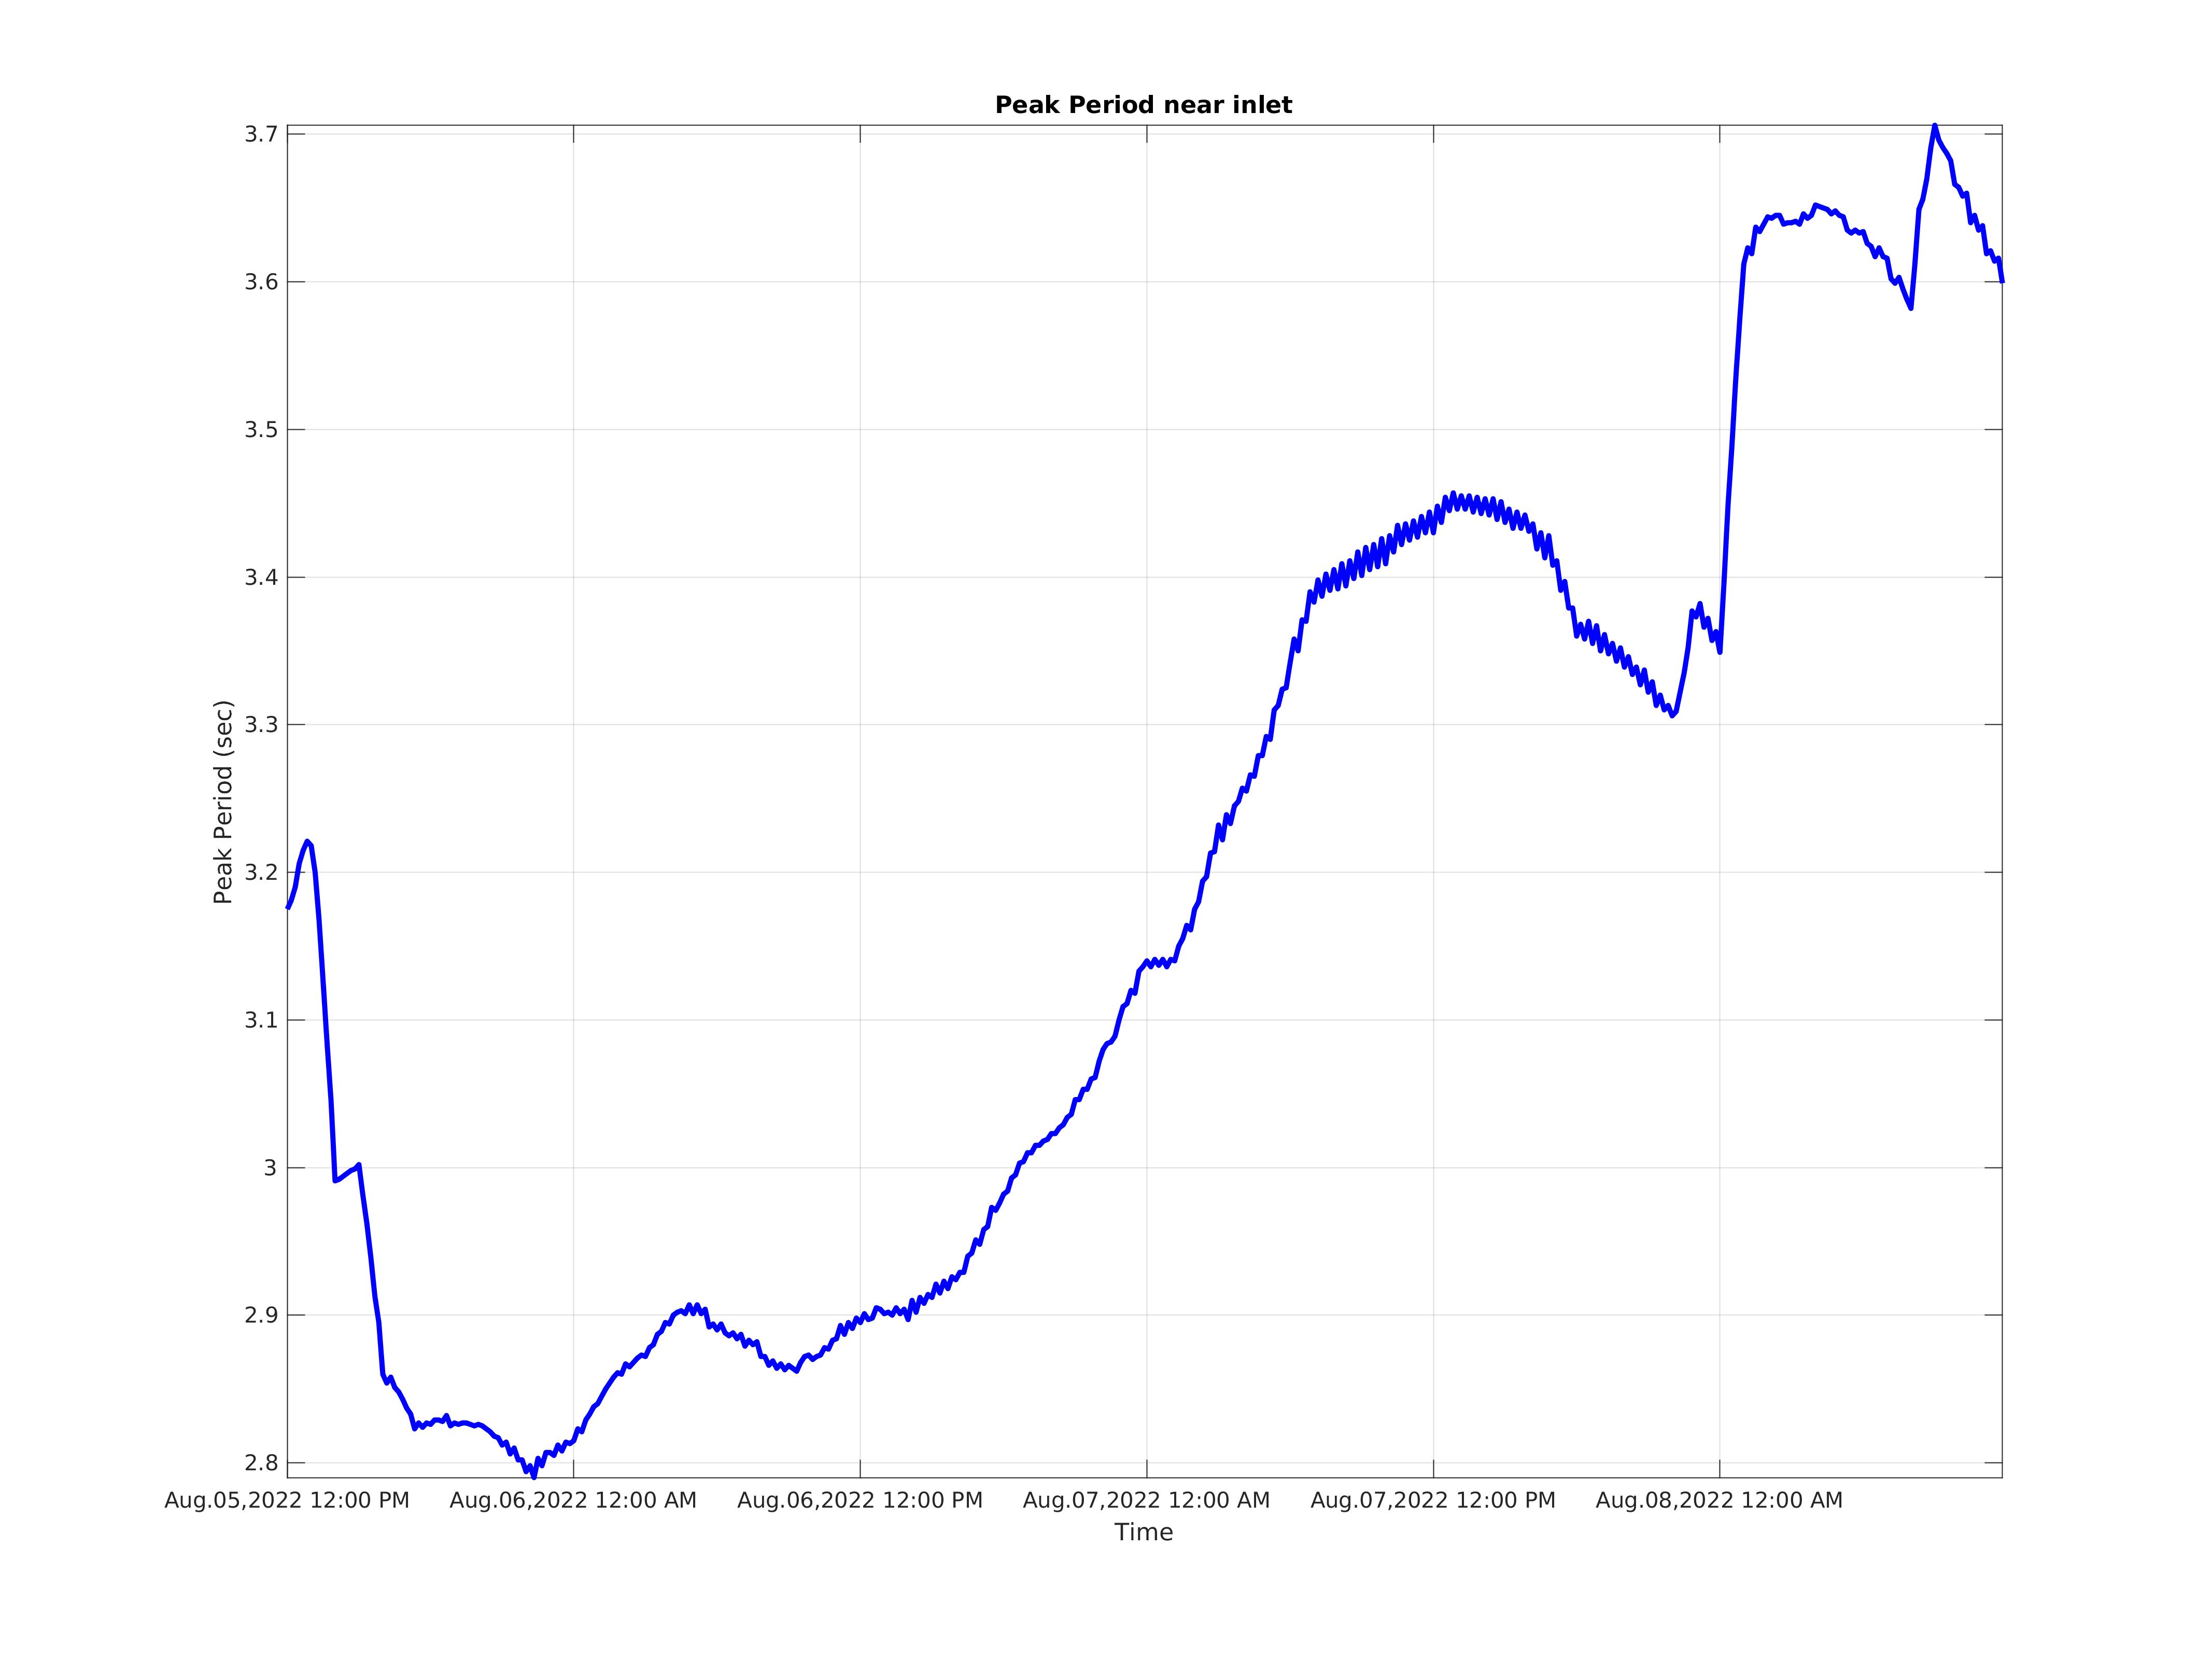 Peak Period near inlet
3.7
3.6
3.5
3.4
3.3
3.2
3.1
3
2.9
2.8
Peak Period (sec)
Aug.05,2022 12:00 PM Aug.06,2022 12:00 AM Aug.06,2022 12:00 PM Aug.07,2022 12:00 AM Aug.07,2022 12:00 PM Aug.08,2022 12:00 AM
Time